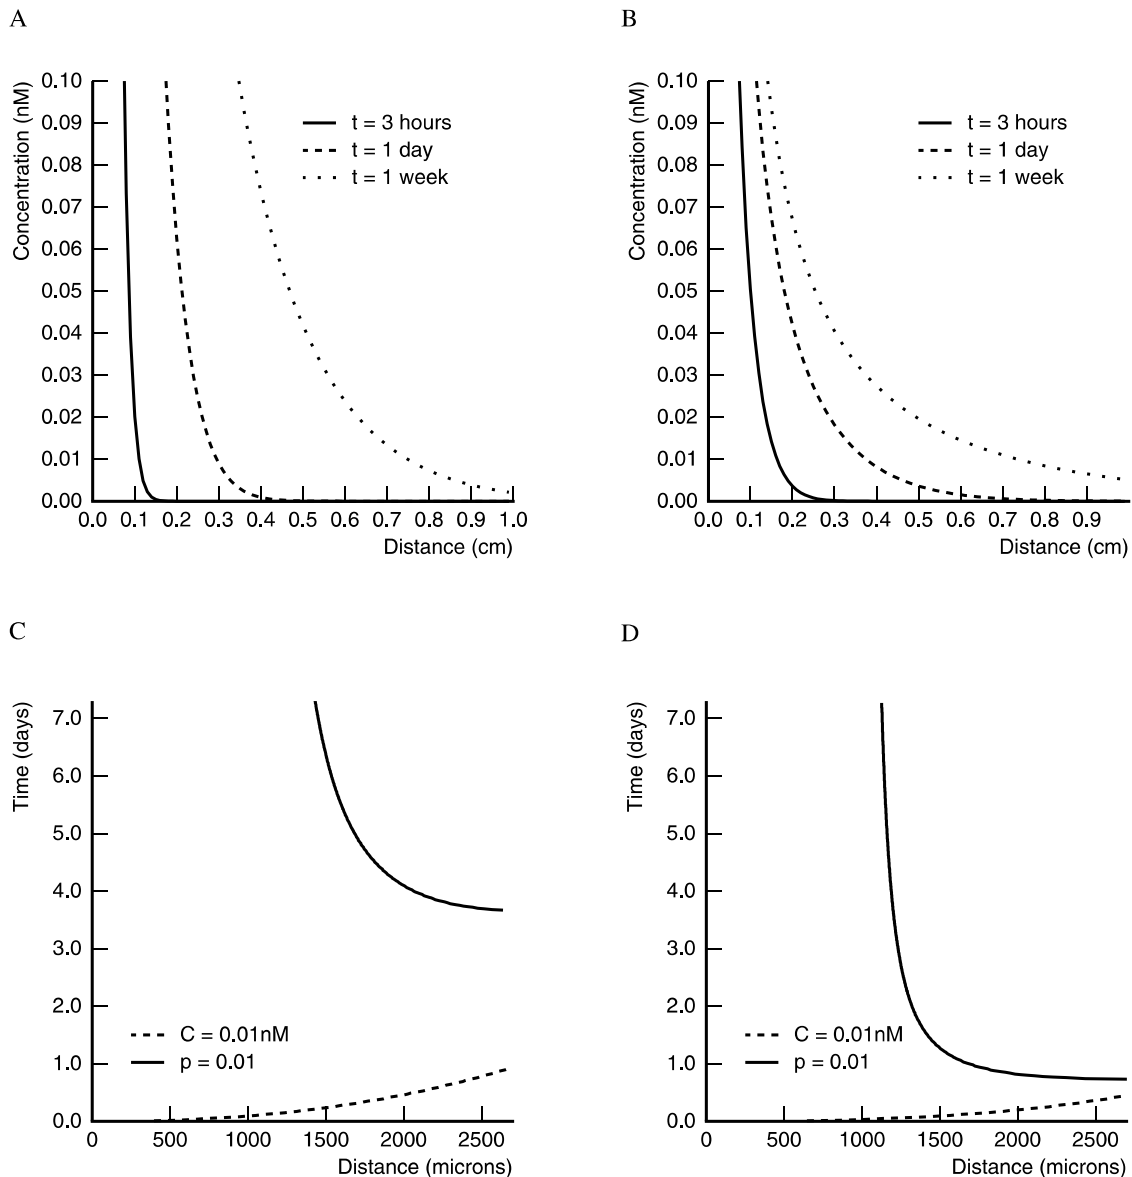 A
Concentration (nM)
0.10
0.09
0.08
0.07
0.06
0.05
0.04
0.03
0.02
0.01
0.00
t = 3 hours
t = 1 day
t = 1 week
0.0 0.1 0.2 0.3 0.4 0.5 0.6 0.7 0.8 0.9 1.0
Distance (cm)
B
Concentration (nM)
0.10
0.09
0.08
0.07
0.06
0.05
0.04
0.03
0.02
0.01
0.00
t = 3 hours
t = 1 day
t = 1 week
0.0 0.1 0.2 0.3 0.4 0.5 0.6 0.7 0.8 0.9
Distance (cm)
C
Time (days)
7.0
6.0
5.0
4.0
3.0
2.0
1.0
0.0
C = 0.01nM
p = 0.01
0 500 1000 1500 2000 2500
Distance (microns)
D
Time (days)
7.0
6.0
5.0
4.0
3.0
2.0
1.0
0.0
C = 0.01nM
p = 0.01
0 500 1000 1500 2000 2500
Distance (microns)